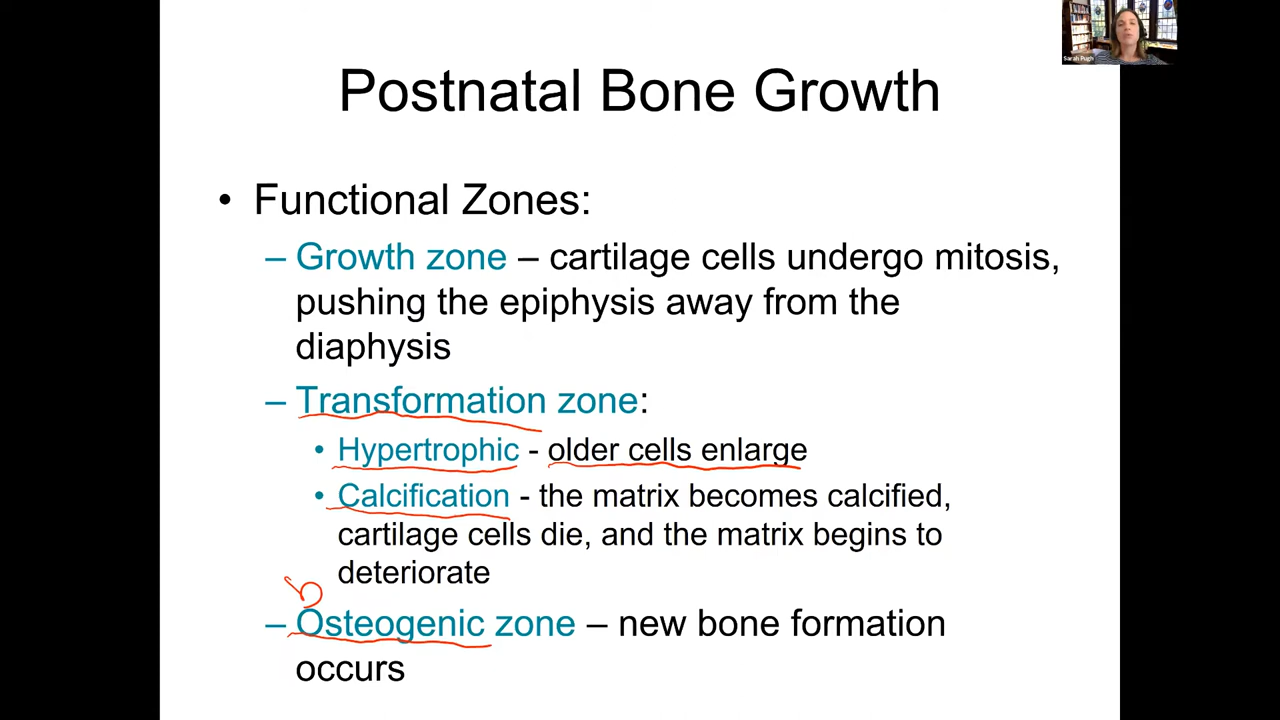 Sarah Pugh
Postnatal Bone Growth
• Functional Zones:
– Growth zone – cartilage cells undergo mitosis,
pushing the epiphysis away from the
diaphysis
– Transformation zone:
• Hypertrophic - older cells enlarge
• Calcification - the matrix becomes calcified,
cartilage cells die, and the matrix begins to
deteriorate
– Osteogenic zone – new bone formation
occurs